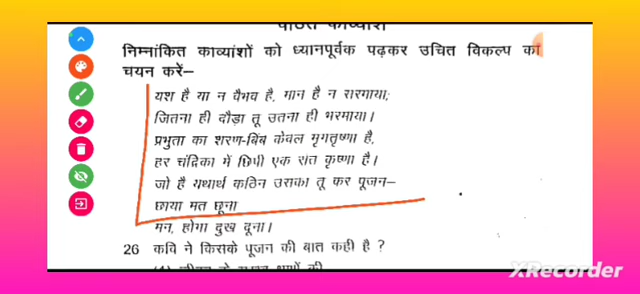 पठित काव्यांश
निम्नांकित काव्यांशों को ध्यानपूर्वक पढ़कर उचित विकल्प का
चयन करें–
यश है या न वैभव है, मान है न सरमाया;
जितना ही दौड़ा तू उतना ही भरमाया।
प्रभुता का शरण-बिंब केवल मृगतृष्णा है,
हर चंद्रिका में छिपी एक रात कृष्णा है।
जो है यथार्थ कठिन उसका तू कर पूजन–
छाया मत छूना
मन, होगा दुख दूना।
26 कवि ने किसके पूजन की बात कही है ?
XRecorder